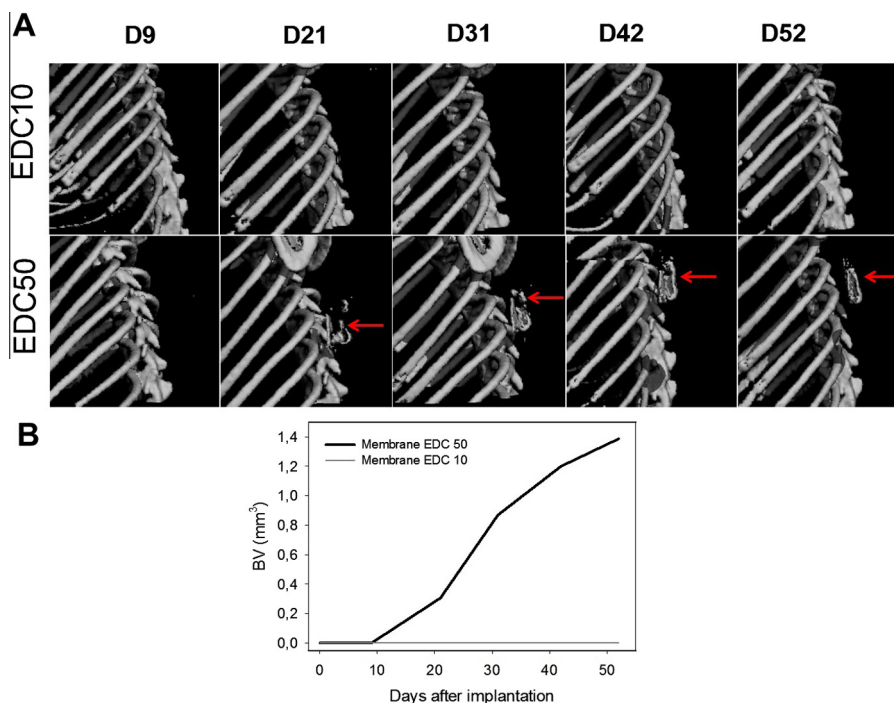 A
D9 D21 D31 D42 D52
EDC10
EDC50
B
1,4
1,2
1,0
0,8
0,6
0,4
0,2
0,0
BV (mm³)
Membrane EDC 50
Membrane EDC 10
0 10 20 30 40 50
Days after implantation